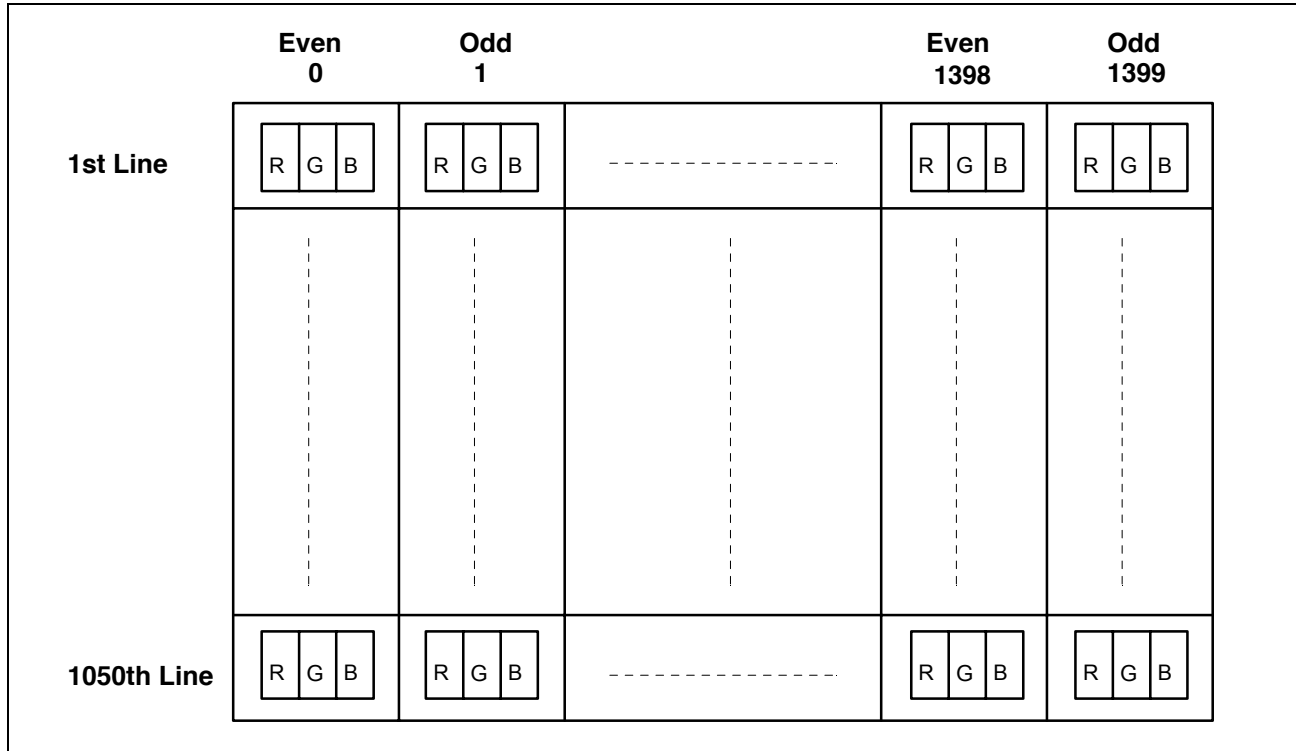 Even Odd Even Odd
0 1 1398 1399
1st Line R G B R G B R G B R G B
1050th Line R G B R G B R G B R G B